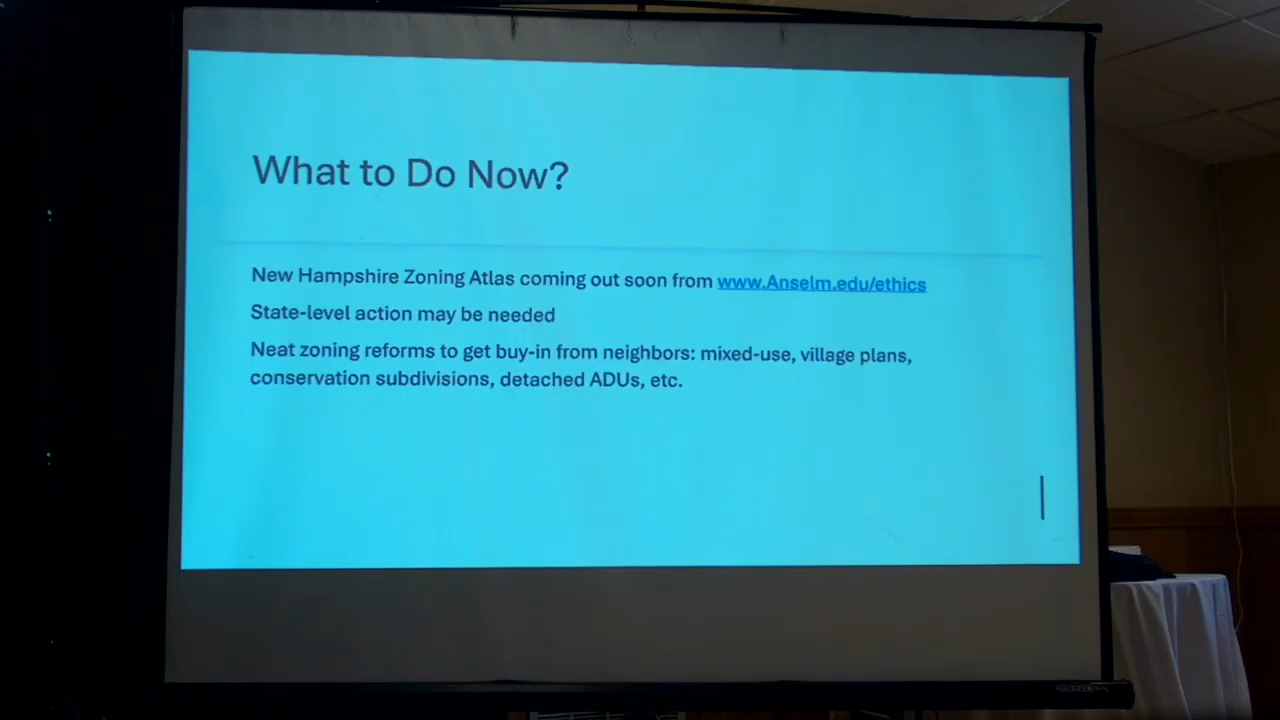 What to Do Now?
New Hampshire Zoning Atlas coming out soon from www.Anselm.edu/ethics
State-level action may be needed
Neat zoning reforms to get buy-in from neighbors: mixed-use, village plans,
conservation subdivisions, detached ADUs, etc.